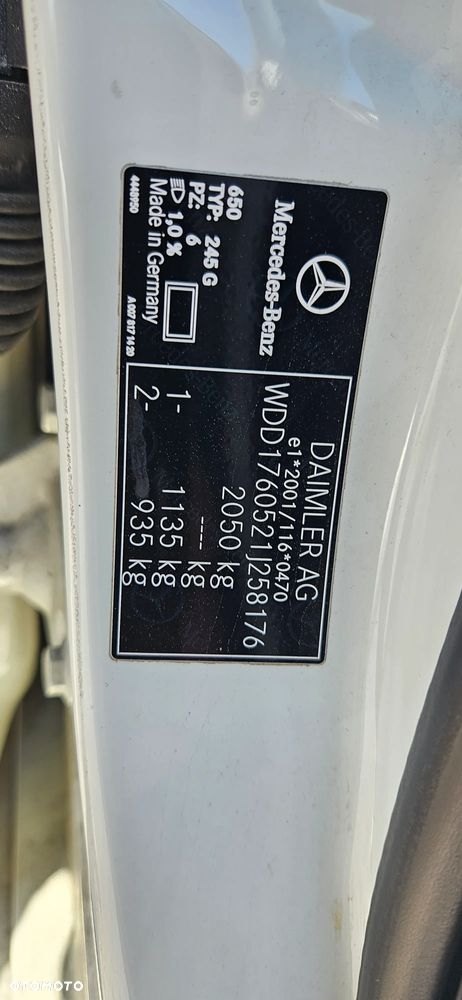 Mercedes-Benz
650
TYP: 245 G
PZ: 6
1,0 %
Made in Germany
4440950
A 007 817 14 20
DAIMLER AG
e1*2001/116*0470
WDD1760521J258176
2050 kg
---- kg
1- 1135 kg
2- 935 kg
OTOMOTO